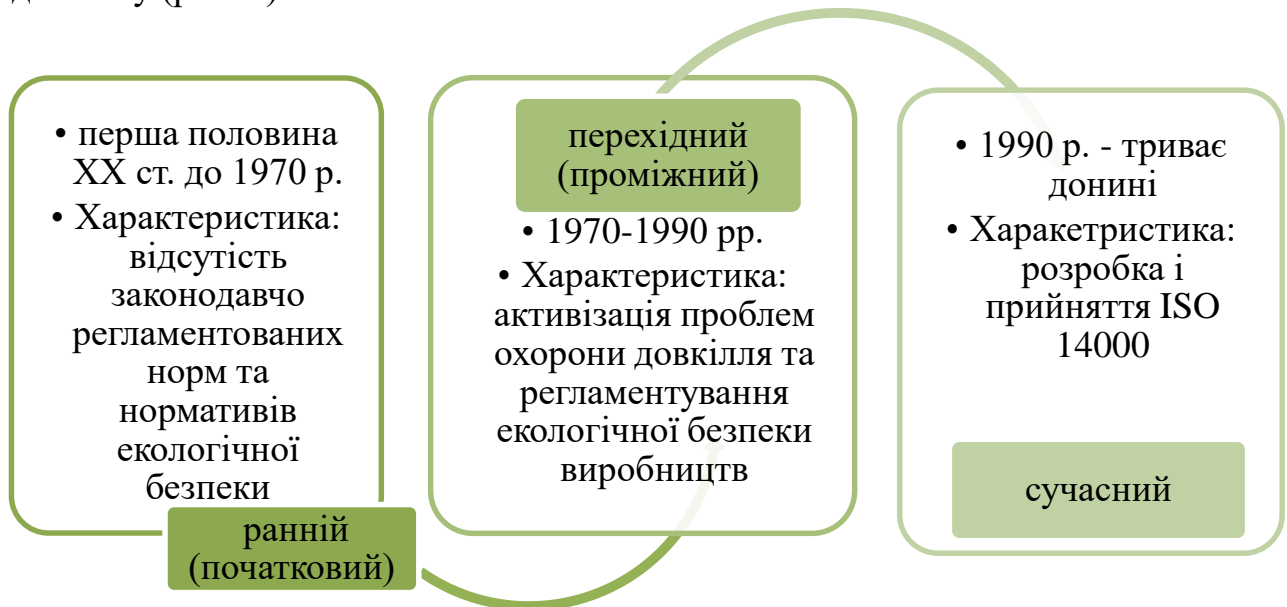 • перша половина
ХХ ст. до 1970 р.
• Характеристика:
відсутість
законодавчо
регламентованих
норм та
нормативів
екологічної
безпеки
ранній
(початковий)
перехідний
(проміжний)
• 1970-1990 рр.
• Характеристика:
активізація проблем
охорони довкілля та
регламентування
екологічної безпеки
виробництв
• 1990 р. - триває
донині
• Харакетристика:
розробка і
прийняття ISO
14000
сучасний